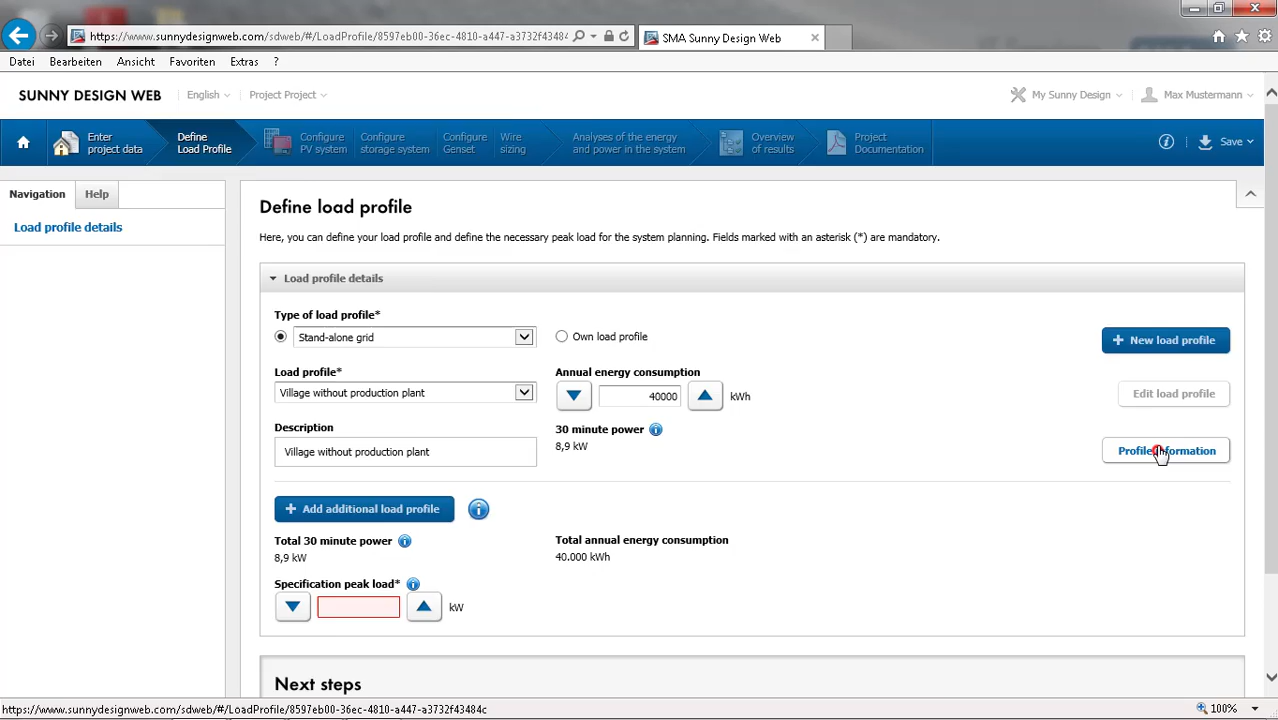 https://www.sunnydesignweb.com/sdweb/#/LoadProfile/8597eb00-36ec-4810-a447-a3732f43484
SMA Sunny Design Web
Datei Bearbeiten Ansicht Favoriten Extras ?
SUNNY DESIGN WEB English Project Project My Sunny Design Max Mustermann
Enter project data
Define Load Profile
Configure PV system
Configure storage system
Configure Genset
Wire sizing
Analyses of the energy and power in the system
Overview of results
Project Documentation
Save
Navigation Help
Load profile details
Define load profile
Here, you can define your load profile and define the necessary peak load for the system planning. Fields marked with an asterisk (*) are mandatory.
Load profile details
Type of load profile*
Stand-alone grid Own load profile
+ New load profile
Load profile* Annual energy consumption
Village without production plant 40000 kWh
Edit load profile
Description 30 minute power
Village without production plant 8,9 kW
Profile information
+ Add additional load profile
Total 30 minute power Total annual energy consumption
8,9 kW 40.000 kWh
Specification peak load*
kW
Next steps
https://www.sunnydesignweb.com/sdweb/#/LoadProfile/8597eb00-36ec-4810-a447-a3732f43484c
100%